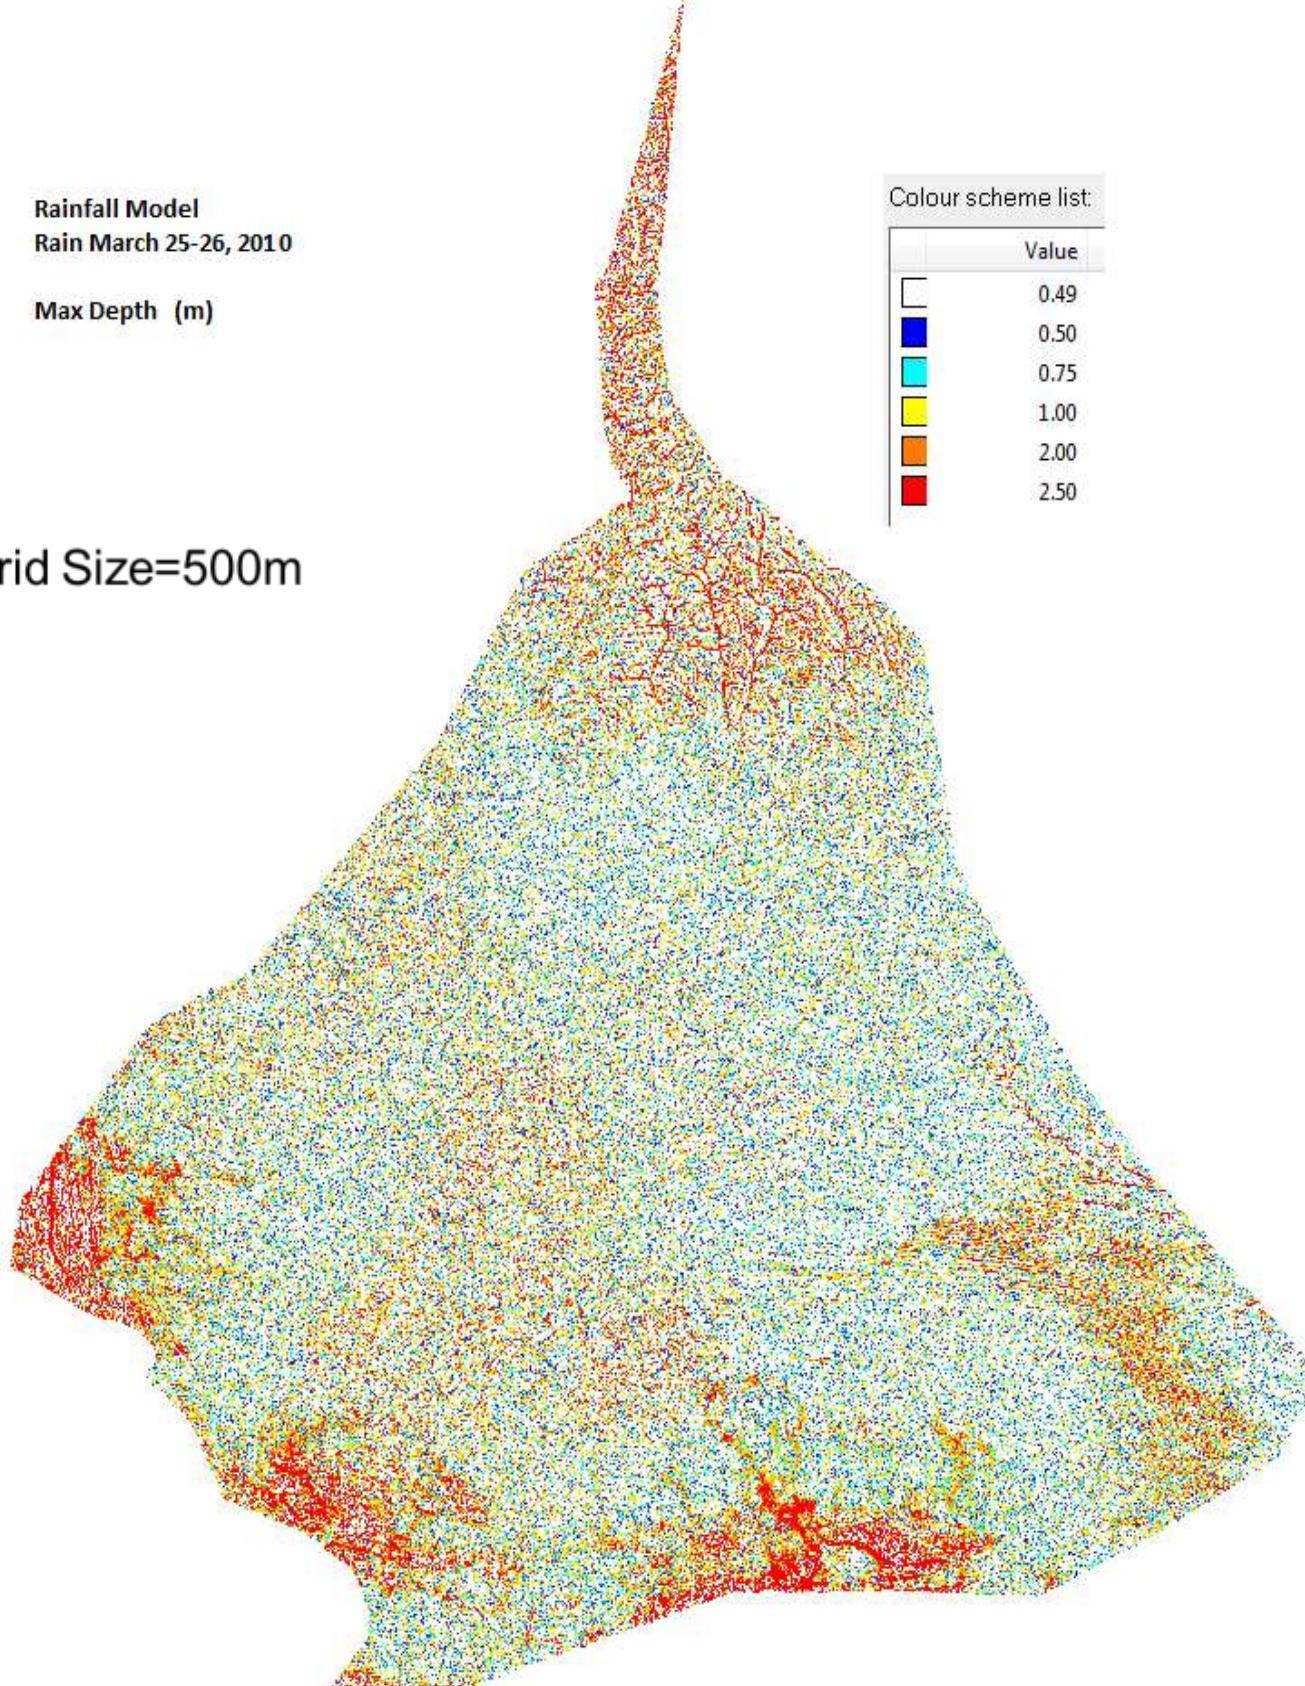 Rainfall Model
Rain March 25-26, 2010
Max Depth (m)
Colour scheme list:
Value
0.49
0.50
0.75
1.00
2.00
2.50
rid Size=500m